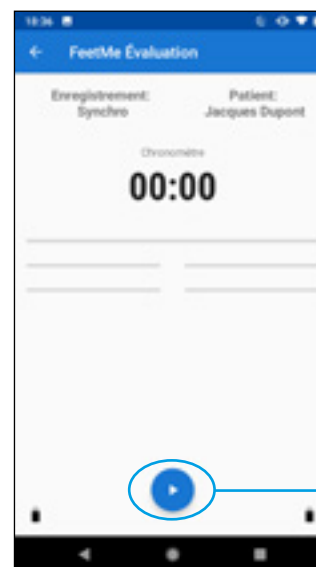 18:36
FeetMe Évaluation
Enregistrement:
Synchro
Patient:
Jacques Dupont
Chronomètre
00:00